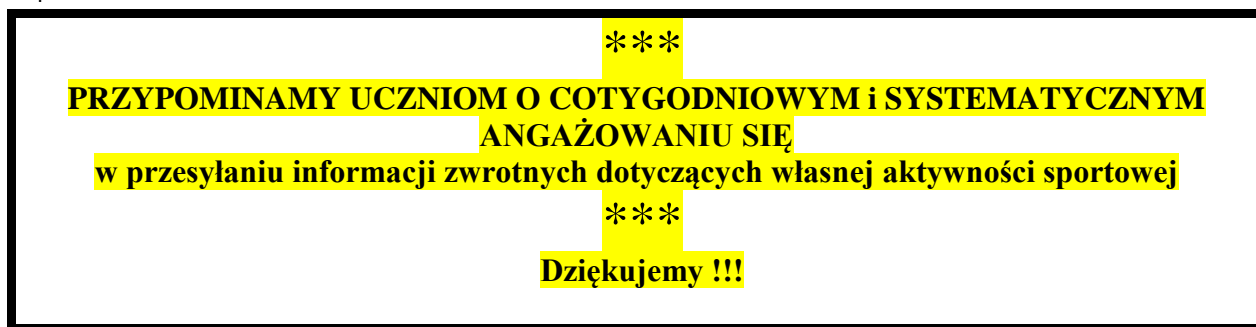 ***
PRZYPOMINAMY UCZNIOM O COTYGODNIOWYM i SYSTEMATYCZNYM
ANGAŻOWANIU SIĘ
w przesyłaniu informacji zwrotnych dotyczących własnej aktywności sportowej
***
Dziękujemy !!!